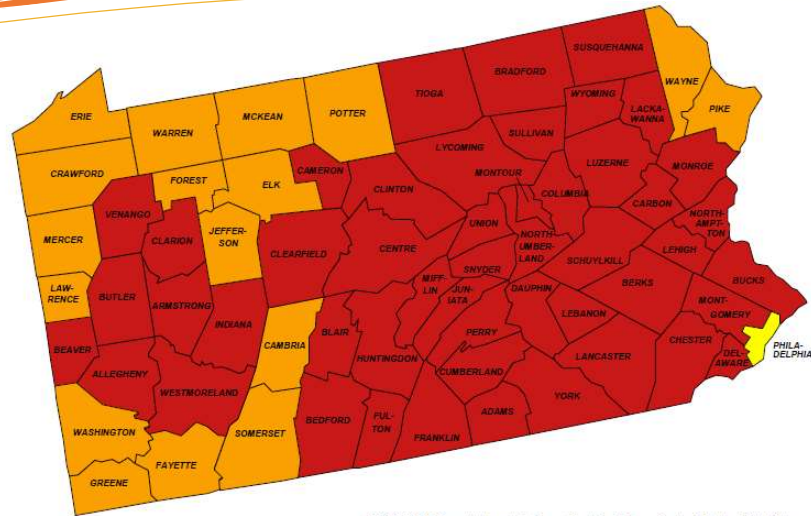 SUSQUEHANNA
BRADFORD
WAYNE
TIOGA
MCKEAN
POTTER
ERIE
WARREN
WYOMING
LACKA-
WANNA
PIKE
SULLIVAN
CRAWFORD
LYCOMING
LUZERNE
FOREST
ELK
CAMERON
CLINTON
MONTOUR
COLUMBIA
MONROE
VENANGO
CARBON
MERCER
CLARION
JEFFER-
SON
CLEARFIELD
CENTRE
UNION
NORTH-
UMBER-
LAND
NORTH-
AMPT-
TON
LEHIGH
SNYDER
SCHUYLKILL
LAW-
RENCE
BUTLER
ARMSTRONG
INDIANA
MIFF-
LIN
JUN-
IATA
DAUPHIN
BERKS
BUCKS
MONT-
GOMERY
BEAVER
CAMBRIA
BLAIR
HUNTINGDON
PERRY
LEBANON
ALLEGHENY
WESTMORELAND
CUMBERLAND
LANCASTER
CHESTER
DEL-
AWARE
PHILA-
DELPHIA
WASHINGTON
SOMERSET
BEDFORD
FUL-
TON
FRANKLIN
ADAMS
YORK
FAYETTE
GREENE